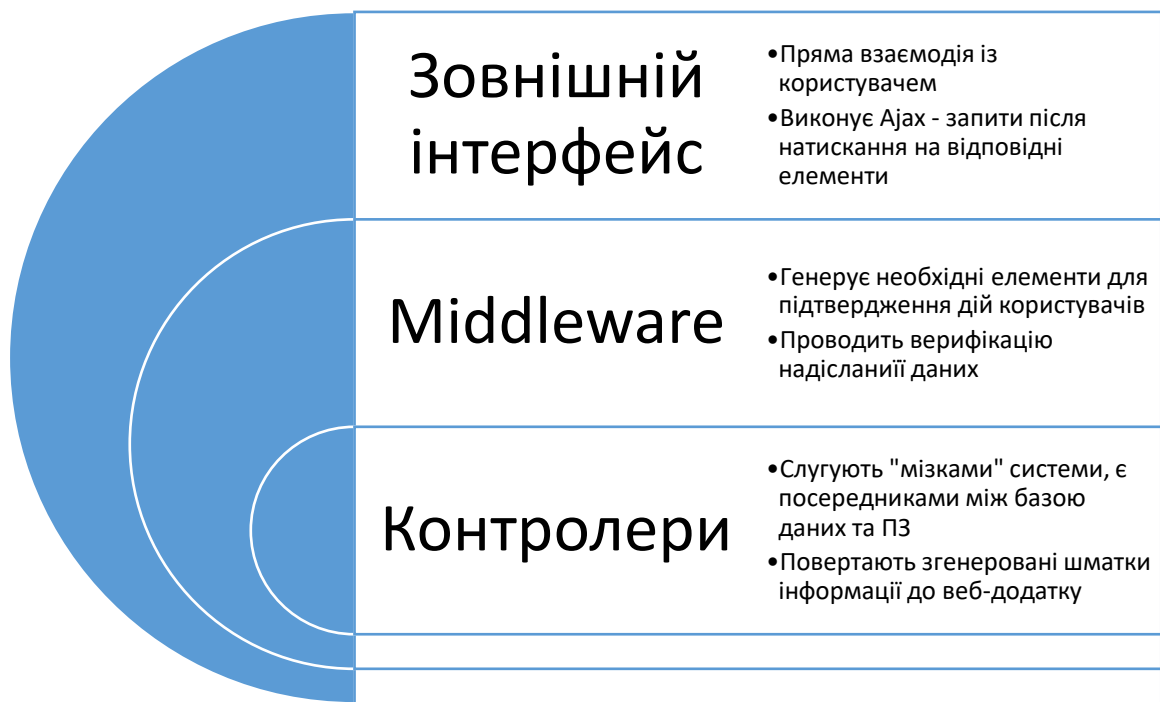 Зовнішній
інтерфейс
•Пряма взаємодія із
користувачем
•Виконує Ajax - запити після
натискання на відповідні
елементи
Middleware
•Генерує необхідні елементи для
підтвердження дій користувачів
•Проводить верифікацію
надісланиїї даних
Контролери
•Слугують "мізками" системи, є
посередниками між базою
даних та ПЗ
•Повертають згенеровані шматки
інформації до веб-додатку